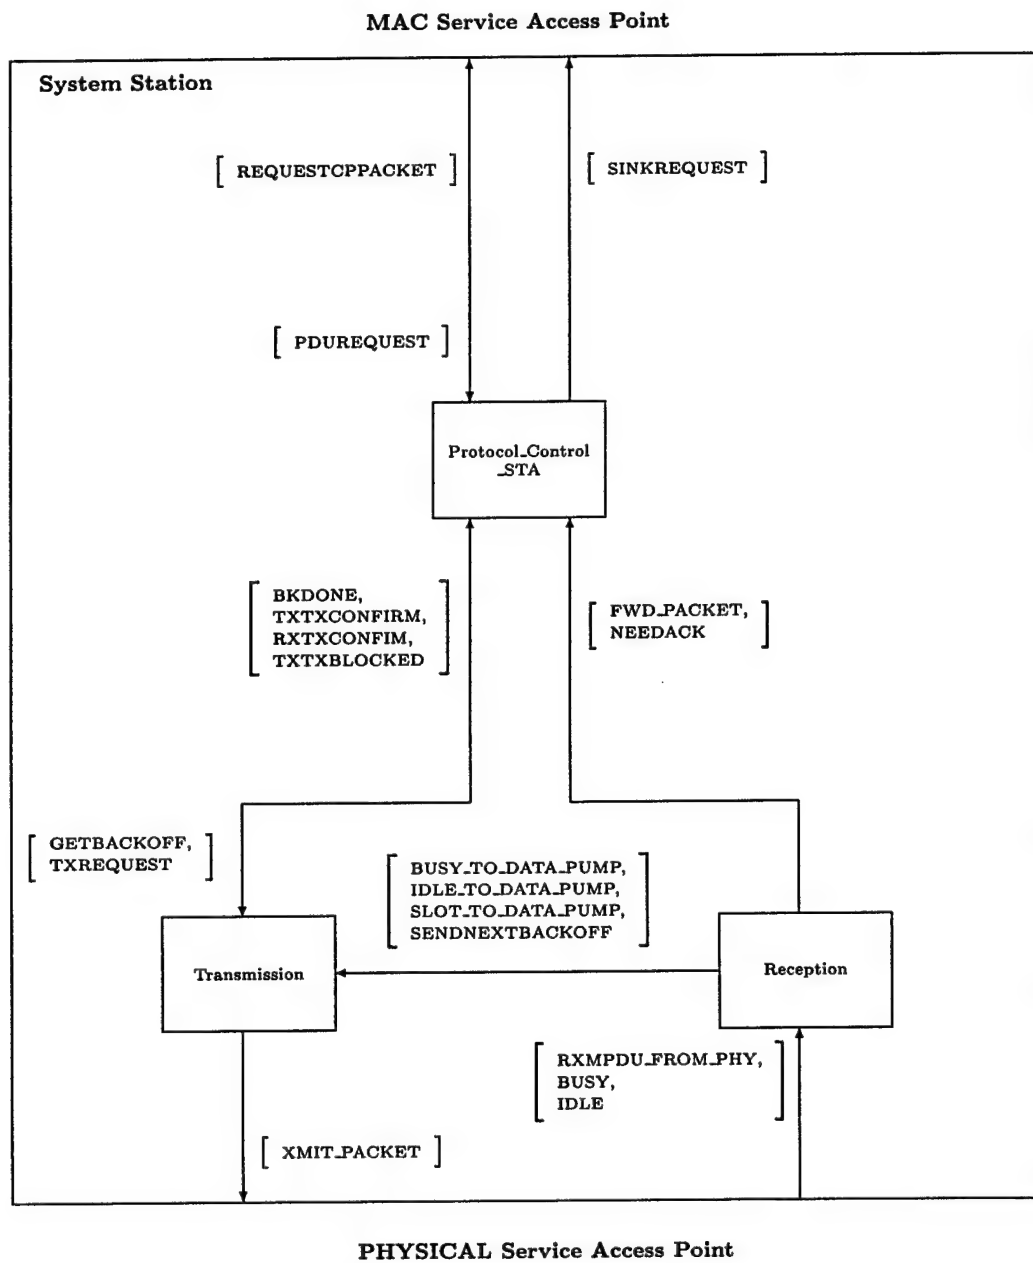 MAC Service Access Point
System Station
[ REQUESTCPPACKET ]
[ SINKREQUEST ]
[ PDUREQUEST ]
Protocol_Control
_STA
BKDONE,
TXTXCONFIRM,
RXTXCONFIM,
TXTXBLOCKED
FWD_PACKET,
NEEDACK
GETBACKOFF,
TXREQUEST
BUSY_TO_DATA_PUMP,
IDLE_TO_DATA_PUMP,
SLOT_TO_DATA_PUMP,
SENDNEXTBACKOFF
Transmission
Reception
RXMPDU_FROM_PHY,
BUSY,
IDLE
[ XMIT_PACKET ]
PHYSICAL Service Access Point